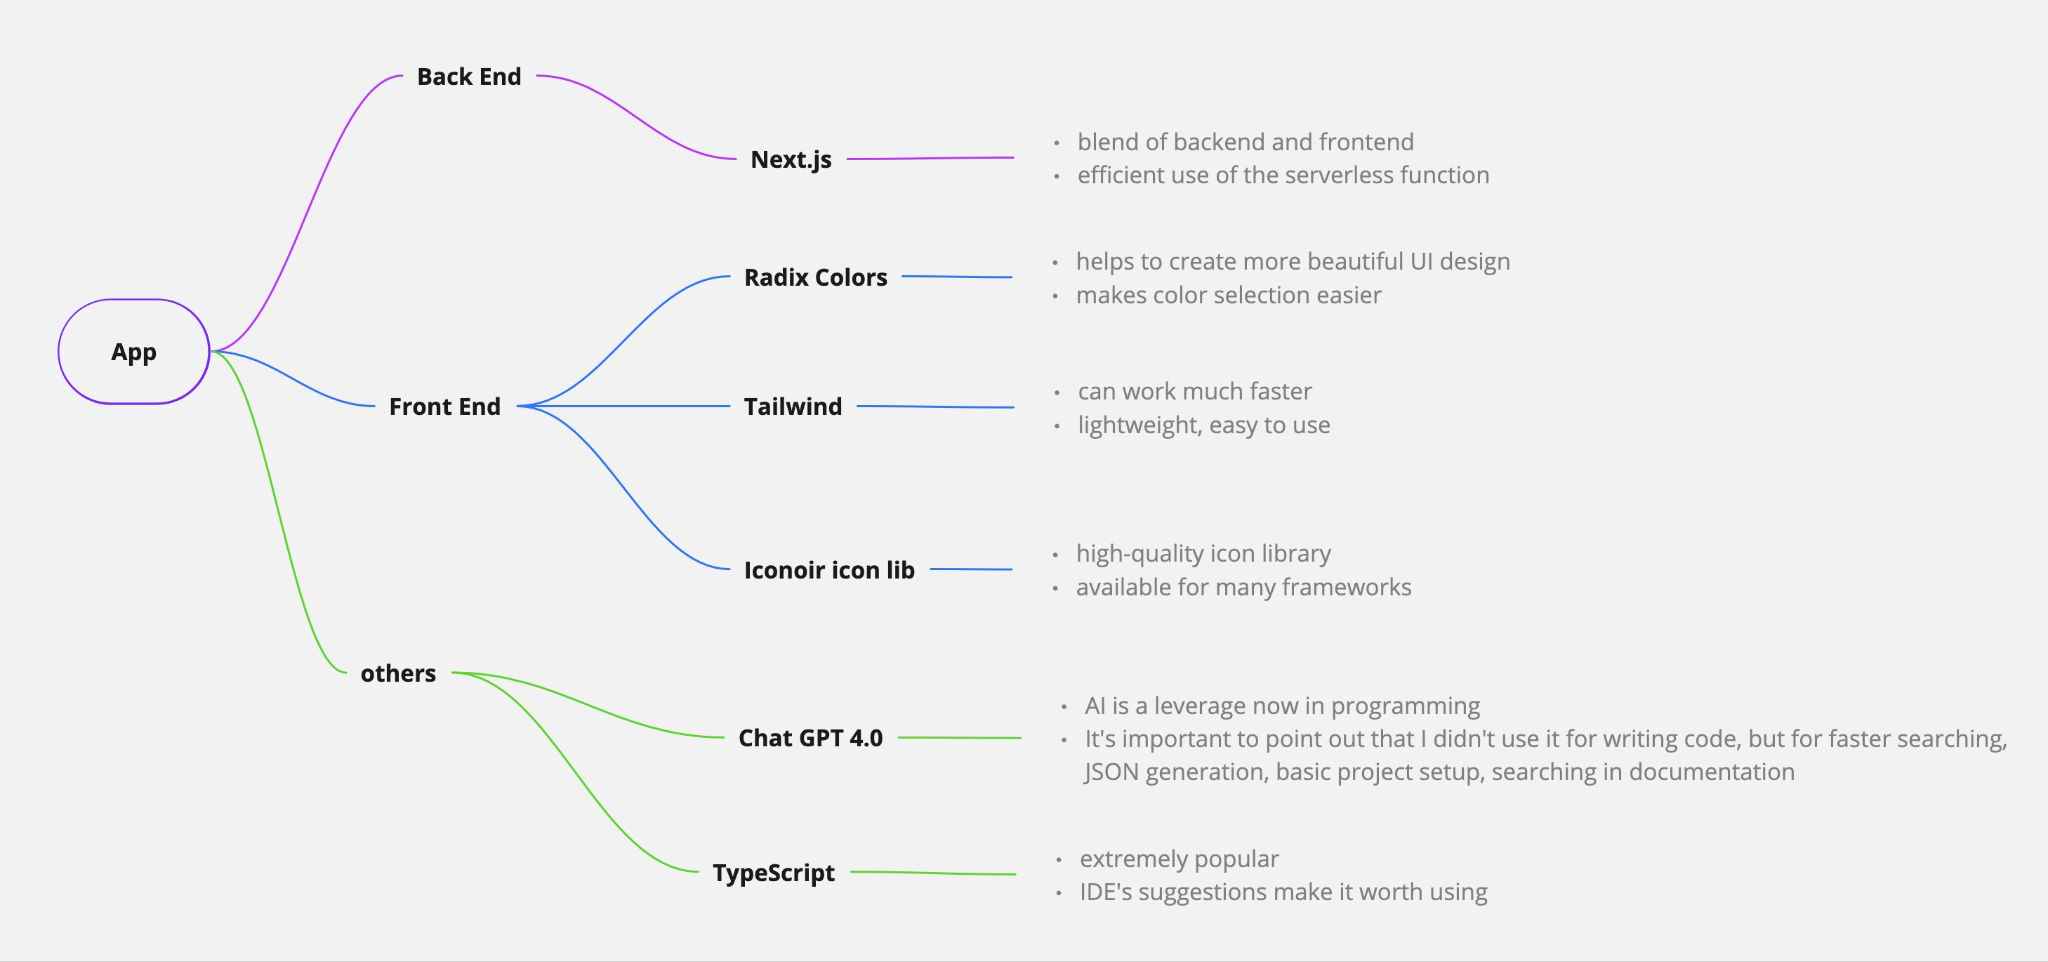 Back End
Next.js
• blend of backend and frontend
• efficient use of the serverless function
Radix Colors
• helps to create more beautiful UI design
• makes color selection easier
App
Front End
Tailwind
• can work much faster
• lightweight, easy to use
Iconoir icon lib
• high-quality icon library
• available for many frameworks
others
Chat GPT 4.0
• AI is a leverage now in programming
• It's important to point out that I didn't use it for writing code, but for faster searching,
JSON generation, basic project setup, searching in documentation
TypeScript
• extremely popular
• IDE's suggestions make it worth using